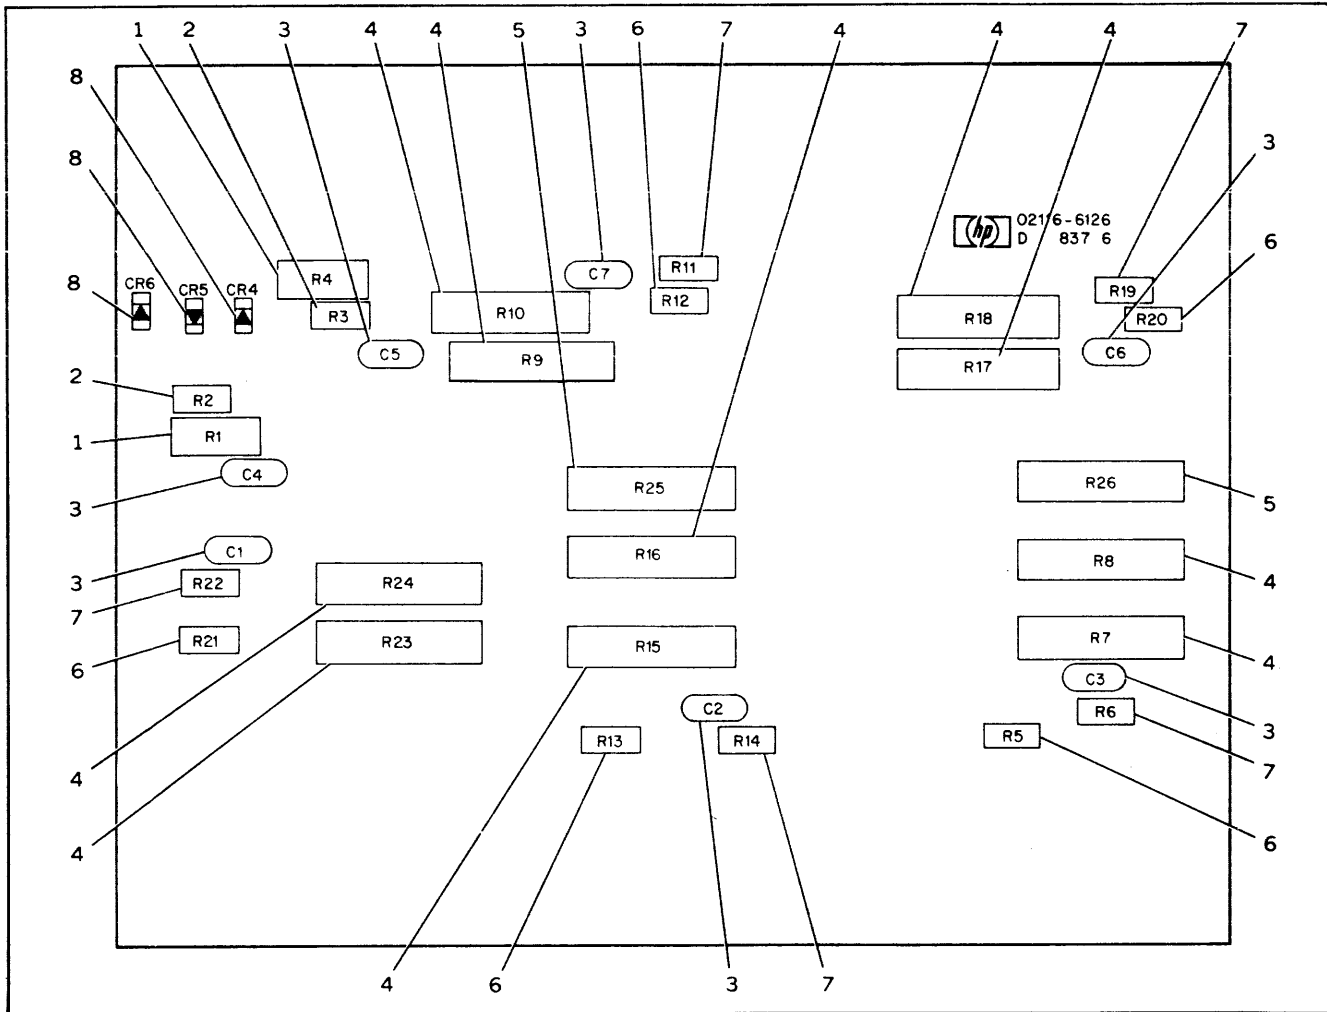 1 2 3 4 4 5 3 6 7 4 4 4 7
8
8
3
hp 02116-6126
D 837 6
6
8
CR6 CR5 CR4
R4
R3
C5
R10
R9
C7
R11
R12
R18
R17
R19
R20
C6
2
R2
1
R1
C4
3
R25
R26
5
C1
3
R16
R8
4
R22
7
R24
R21
6
R23
R15
R7
4
C3
3
C2
R6
7
R13
R14
R5
6
4
4
4 6 3 7